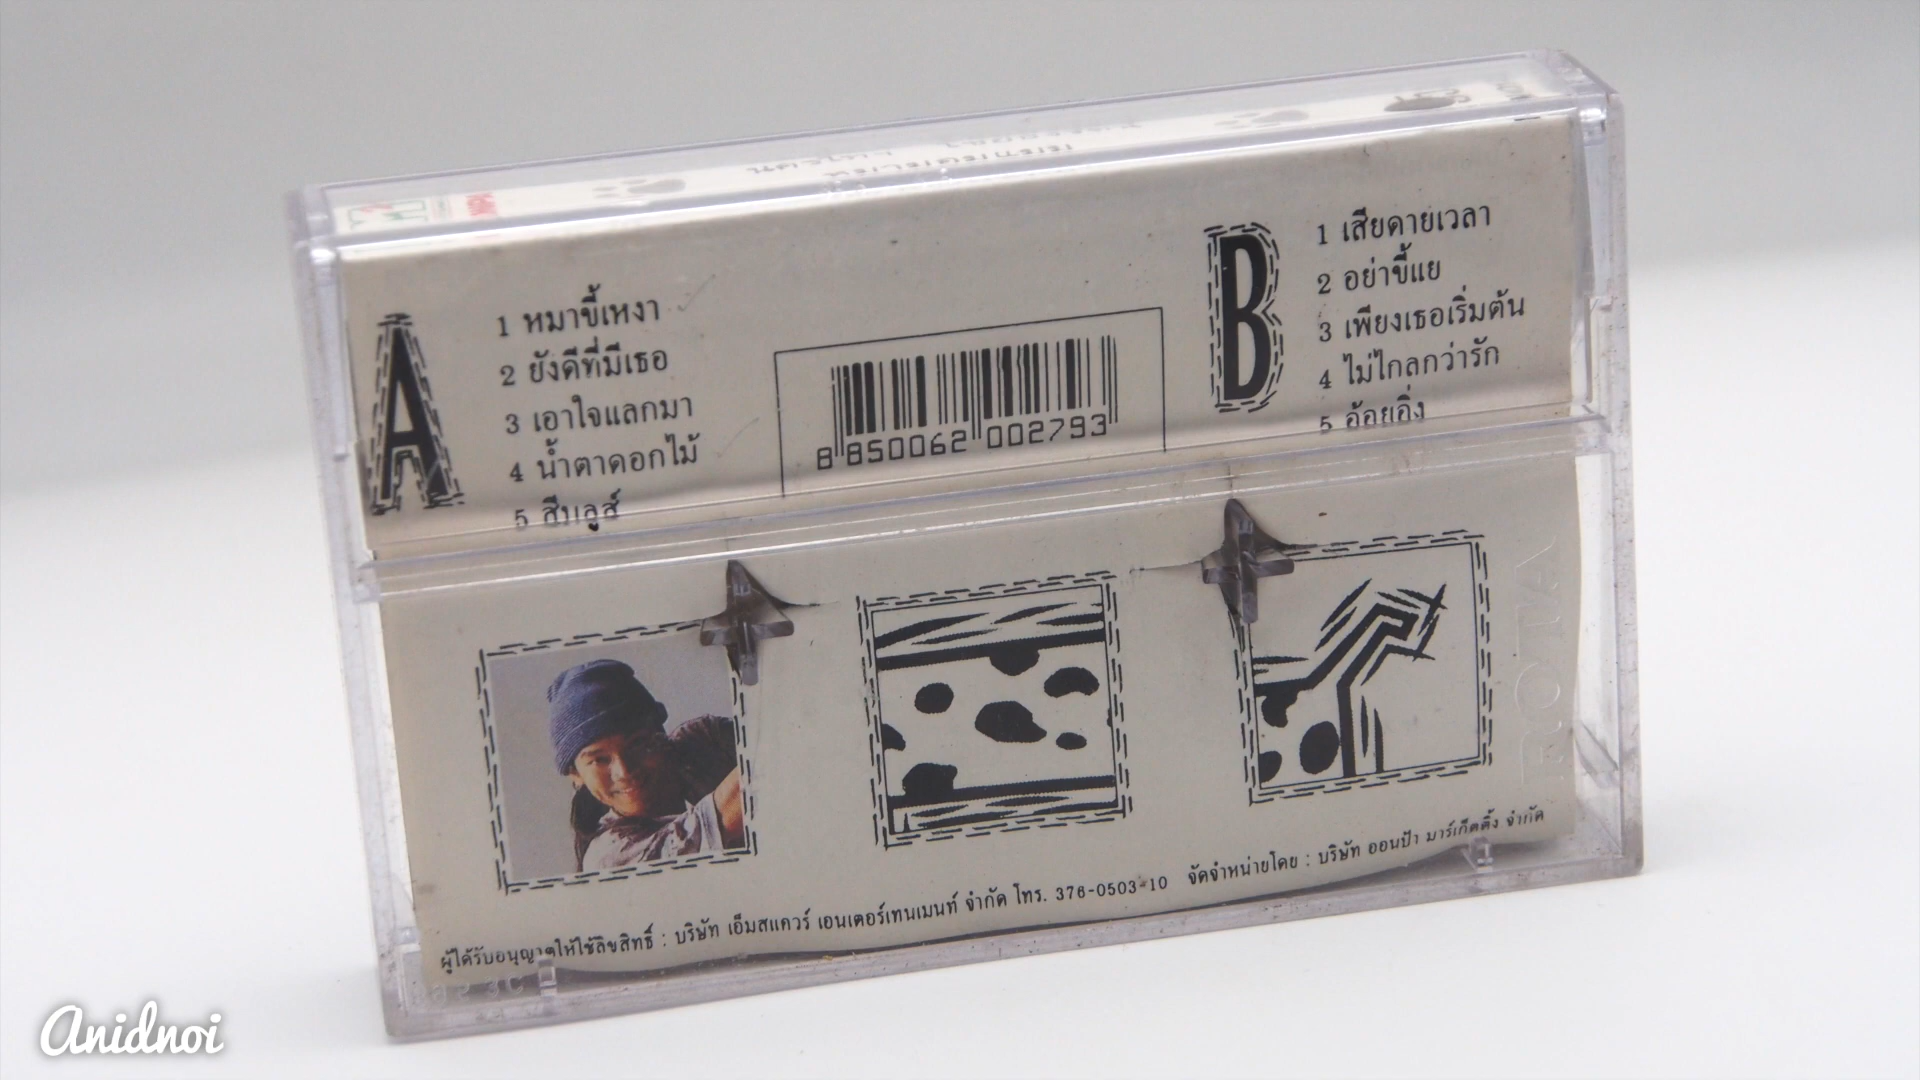 A
1 หมาขี้เหงา
2 ยังดีที่มีเธอ
3 เอาใจแลกมา
4 น้ำตาดอกไม้
5 สีบลูส์
8 850062 002793
B
1 เสียดายเวลา
2 อย่าขี้แย
3 เพียงเธอเริ่มต้น
4 ไม่ไกลกว่ารัก
5 อ้อยอิ่ง
ROTA
ผู้ได้รับอนุญาตให้ใช้ลิขสิทธิ์ : บริษัท เอ็มสแควร์ เอนเตอร์เทนเมนท์ จำกัด โทร. 376-0503-10 จัดจำหน่ายโดย : บริษัท ออนป้า มาร์เก็ตติ้ง จำกัด
Anidnoi